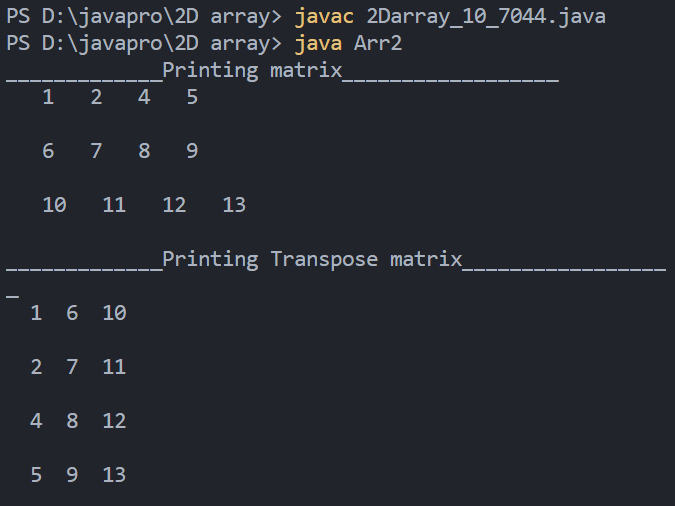 PS D:\javapro\2D array> javac 2Darray_10_7044.java
PS D:\javapro\2D array> java Arr2
_____________Printing matrix__________________
   1   2   4   5
   6   7   8   9
   10   11   12   13
_____________Printing Transpose matrix_________________
_
  1  6  10
  2  7  11
  4  8  12
  5  9  13